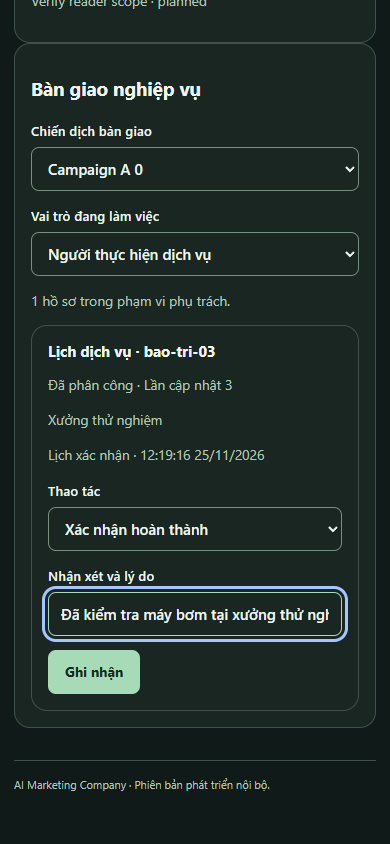 Verify reader scope · planned
Bàn giao nghiệp vụ
Chiến dịch bàn giao
Campaign A 0
Vai trò đang làm việc
Người thực hiện dịch vụ
1 hồ sơ trong phạm vi phụ trách.
Lịch dịch vụ · bao-tri-03
Đã phân công · Lần cập nhật 3
Xưởng thử nghiệm
Lịch xác nhận · 12:19:16 25/11/2026
Thao tác
Xác nhận hoàn thành
Nhận xét và lý do
Đã kiểm tra máy bơm tại xưởng thử
Ghi nhận
AI Marketing Company · Phiên bản phát triển nội bộ.